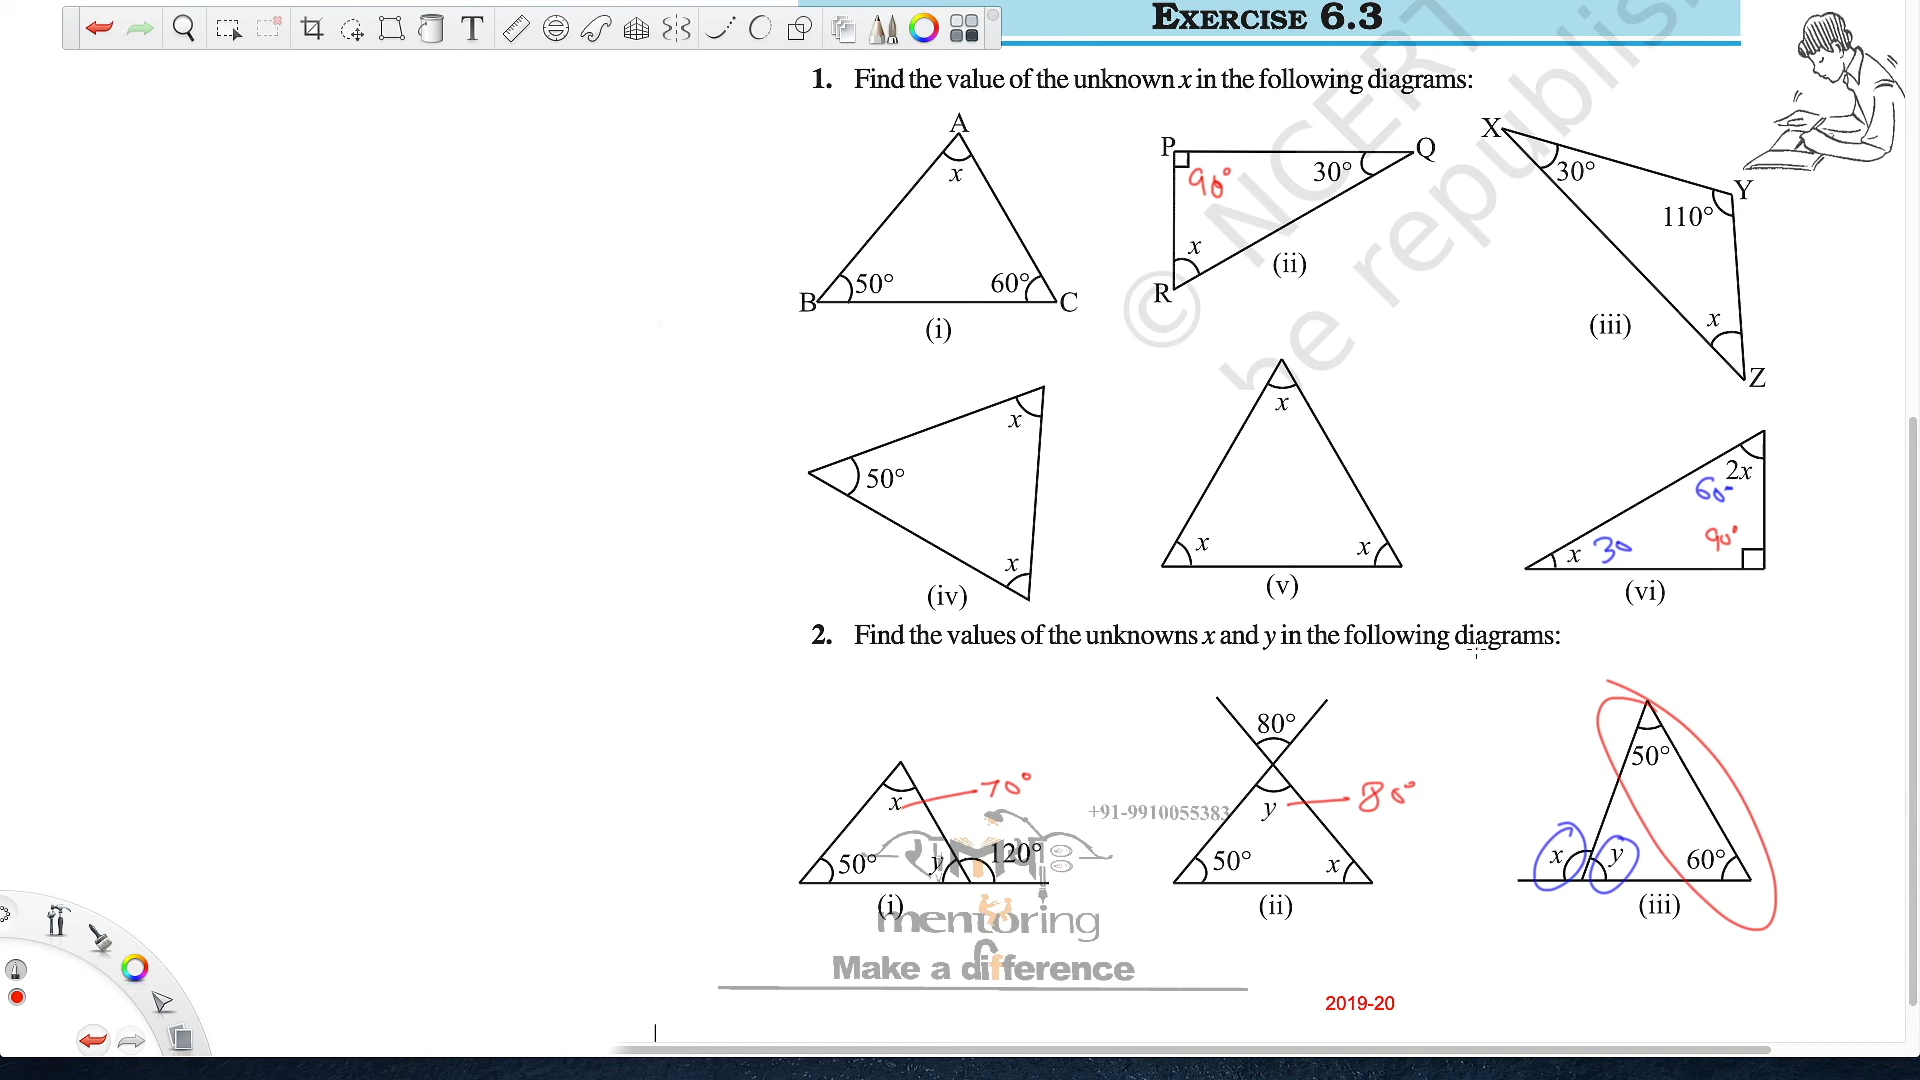 EXERCISE 6.3
1. Find the value of the unknown x in the following diagrams:
A
x
B 50° 60° C
(i)
P 30° Q
90°
x
R
(ii)
X
30°
Y
110°
x
Z
(iii)
x
50°
x
(iv)
x
x x
(v)
2x
60
90°
x 30
(vi)
2. Find the values of the unknowns x and y in the following diagrams:
x 70°
50° y 120°
(i)
80°
y 80°
50° x
(ii)
50°
x y 60°
(iii)
+91-9910055383
mentoring
Make a difference
2019-20
© NCERT
be republish
T